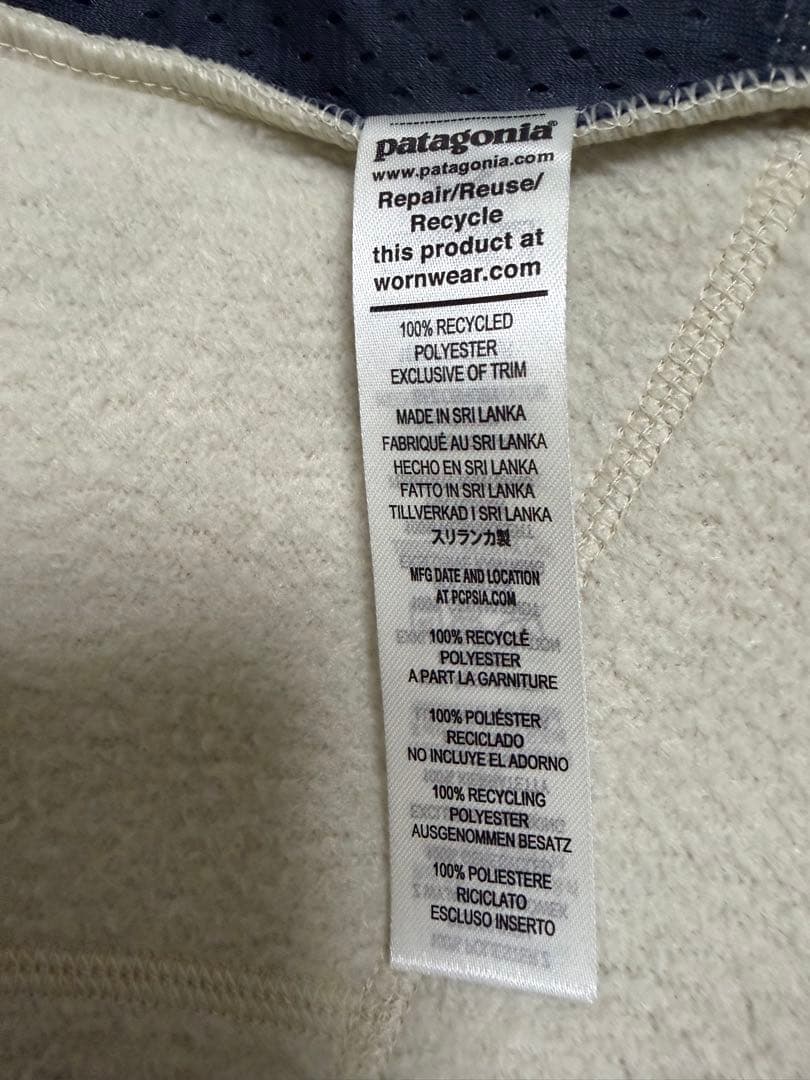 patagonia®
www.patagonia.com
Repair/Reuse/
Recycle
this product at
wornwear.com
100% RECYCLED
POLYESTER
EXCLUSIVE OF TRIM
MADE IN SRI LANKA
FABRIQUÉ AU SRI LANKA
HECHO EN SRI LANKA
FATTO IN SRI LANKA
TILLVERKAD I SRI LANKA
スリランカ製
MFG DATE AND LOCATION
AT PCPSIA.COM
100% RECYCLÉ
POLYESTER
A PART LA GARNITURE
100% POLIÉSTER
RECICLADO
NO INCLUYE EL ADORNO
100% RECYCLING
POLYESTER
AUSGENOMMEN BESATZ
100% POLIESTERE
RICICLATO
ESCLUSO INSERTO